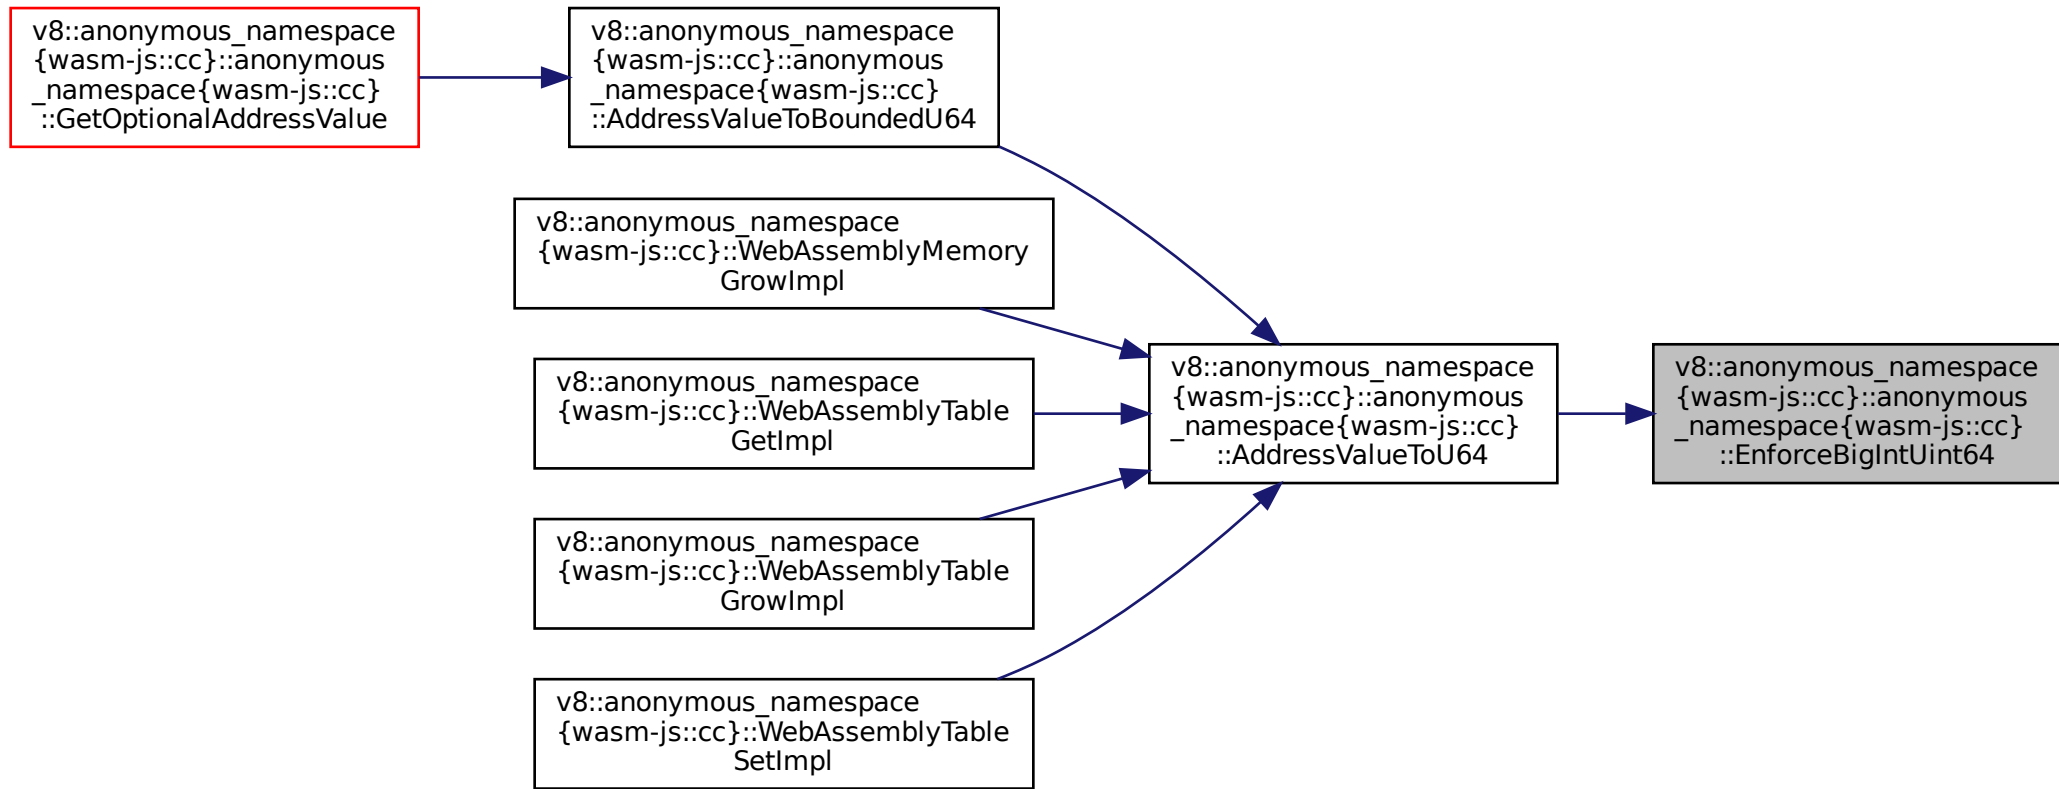 v8::anonymous_namespace
{wasm-js::cc}::anonymous
_namespace{wasm-js::cc}
::GetOptionalAddressValue
v8::anonymous_namespace
{wasm-js::cc}::anonymous
_namespace{wasm-js::cc}
::AddressValueToBoundedU64
v8::anonymous_namespace
{wasm-js::cc}::WebAssemblyMemory
GrowImpl
v8::anonymous_namespace
{wasm-js::cc}::WebAssemblyTable
GetImpl
v8::anonymous_namespace
{wasm-js::cc}::WebAssemblyTable
GrowImpl
v8::anonymous_namespace
{wasm-js::cc}::WebAssemblyTable
SetImpl
v8::anonymous_namespace
{wasm-js::cc}::anonymous
_namespace{wasm-js::cc}
::AddressValueToU64
v8::anonymous_namespace
{wasm-js::cc}::anonymous
_namespace{wasm-js::cc}
::EnforceBigIntUint64